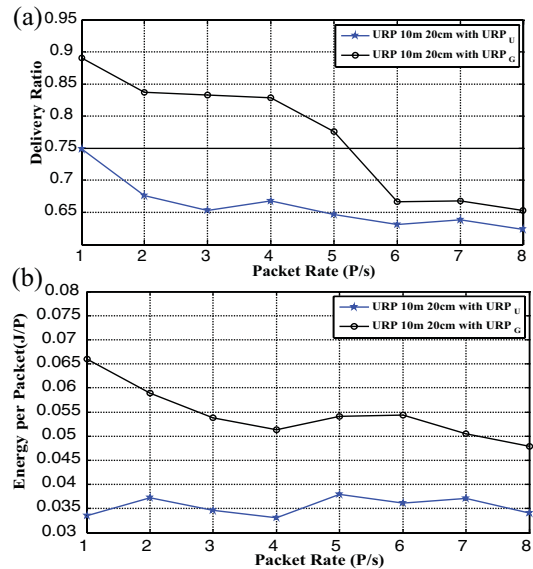 (a)
0.95
0.9
0.85
0.8
0.75
0.7
0.65
Delivery Ratio
URP 10m 20cm with URP U
URP 10m 20cm with URP G
1 2 3 4 5 6 7 8
Packet Rate (P/s)
(b)
0.08
0.075
0.07
0.065
0.06
0.055
0.05
0.045
0.04
0.035
0.03
Energy per Packet(J/P)
URP 10m 20cm with URP U
URP 10m 20cm with URP G
1 2 3 4 5 6 7 8
Packet Rate (P/s)